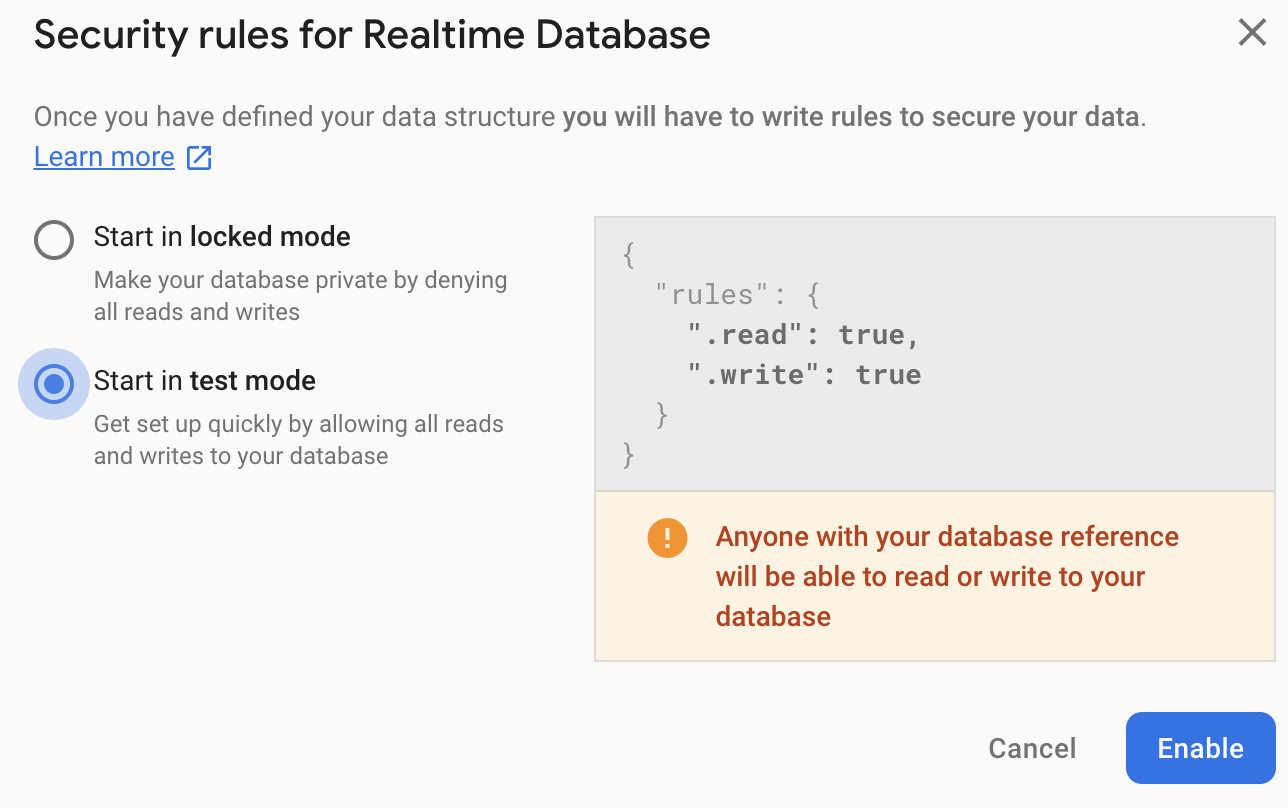 Security rules for Realtime Database
Once you have defined your data structure you will have to write rules to secure your data.
Learn more
Start in locked mode
Make your database private by denying
all reads and writes
Start in test mode
Get set up quickly by allowing all reads
and writes to your database
{
  "rules": {
    ".read": true,
    ".write": true
  }
}
!
Anyone with your database reference
will be able to read or write to your
database
Cancel
Enable